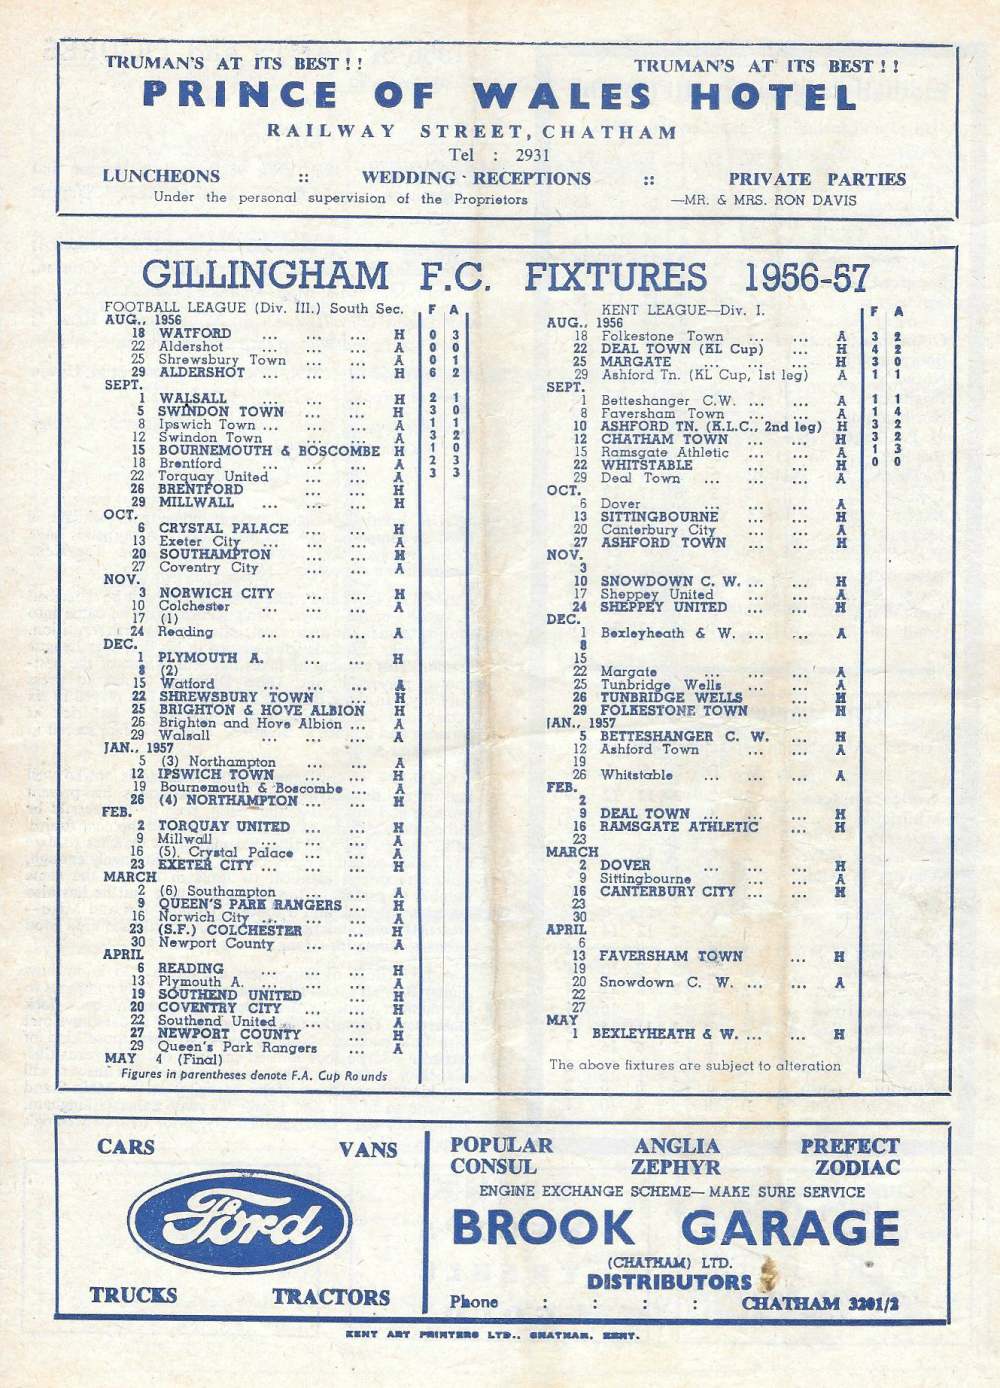 TRUMAN'S AT ITS BEST ! ! TRUMAN'S AT ITS BEST ! !
PRINCE OF WALES HOTEL
RAILWAY STREET, CHATHAM
Tel : 2931
LUNCHEONS :: WEDDING · RECEPTIONS :: PRIVATE PARTIES
Under the personal supervision of the Proprietors —MR. & MRS. RON DAVIS
GILLINGHAM F.C. FIXTURES 1956-57
FOOTBALL LEAGUE (Div. III.) South Sec. F A
AUG., 1956
18 WATFORD ... ... ... H 0 3
22 Aldershot ... ... ... A 0 0
25 Shrewsbury Town ... ... A 0 1
29 ALDERSHOT ... ... ... H 6 2
SEPT.
1 WALSALL ... ... ... H 2 1
5 SWINDON TOWN ... ... H 3 0
8 Ipswich Town ... ... ... A 1 1
12 Swindon Town ... ... A 3 2
15 BOURNEMOUTH & BOSCOMBE H 1 0
18 Brentford ... ... ... A 2 3
22 Torquay United ... ... A 3 3
26 BRENTFORD ... ... H
29 MILLWALL ... ... ... H
OCT.
6 CRYSTAL PALACE ... ... H
13 Exeter City ... ... ... A
20 SOUTHAMPTON ... ... H
27 Coventry City ... ... A
NOV.
3 NORWICH CITY ... ... H
10 Colchester ... ... ... A
17 (1)
24 Reading ... ... ... A
DEC.
1 PLYMOUTH A. ... ... H
8 (2)
15 Watford ... ... ... A
22 SHREWSBURY TOWN ... ... H
25 BRIGHTON & HOVE ALBION H
26 Brighton and Hove Albion ... A
29 Walsall ... ... ... A
JAN., 1957
5 (3) Northampton ... ... A
12 IPSWICH TOWN ... ... H
19 Bournemouth & Boscombe ... A
26 (4) NORTHAMPTON ... ... H
FEB.
2 TORQUAY UNITED ... ... H
9 Millwall ... ... ... A
16 (5). Crystal Palace ... ... A
23 EXETER CITY ... ... ... H
MARCH
2 (6) Southampton ... ... A
9 QUEEN'S PARK RANGERS ... H
16 Norwich City ... ... ... A
23 (S.F.) COLCHESTER ... H
30 Newport County ... ... A
APRIL
6 READING ... ... ... H
13 Plymouth A. ... ... ... A
19 SOUTHEND UNITED ... ... H
20 COVENTRY CITY ... ... H
22 Southend United ... ... A
27 NEWPORT COUNTY ... H
29 Queen's Park Rangers ... A
MAY 4 (Final)
Figures in parentheses denote F.A. Cup Rounds
KENT LEAGUE—Div. I. F A
AUG., 1956
18 Folkestone Town ... ... A 3 2
22 DEAL TOWN (KL Cup) ... H 4 2
25 MARGATE ... ... ... H 3 0
29 Ashford Tn. (KL Cup, 1st leg) A 1 1
SEPT.
1 Betteshanger C.W. ... ... A 1 1
8 Faversham Town ... ... A 1 4
10 ASHFORD TN. (K.L.C., 2nd leg) H 3 2
12 CHATHAM TOWN ... ... H 3 2
15 Ramsgate Athletic ... ... A 1 3
22 WHITSTABLE ... ... H 0 0
29 Deal Town ... ... ... A
OCT.
6 Dover ... ... ... A
13 SITTINGBOURNE ... ... H
20 Canterbury City ... ... A
27 ASHFORD TOWN ... ... H
NOV.
3
10 SNOWDOWN C. W. ... ... H
17 Sheppey United ... ... A
24 SHEPPEY UNITED ... ... H
DEC.
1 Bexleyheath & W. ... ... A
8
15
22 Margate ... ... ... A
25 Tunbridge Wells ... ... A
26 TUNBRIDGE WELLS ... H
29 FOLKESTONE TOWN ... H
JAN., 1957
5 BETTESHANGER C. W. ... H
12 Ashford Town ... ... A
19
26 Whitstable ... ... ... A
FEB.
2
9 DEAL TOWN ... ... ... H
16 RAMSGATE ATHLETIC ... H
23
MARCH
2 DOVER ... ... ... H
9 Sittingbourne ... ... A
16 CANTERBURY CITY ... ... H
23
30
APRIL
6
13 FAVERSHAM TOWN ... H
19
20 Snowdown C. W. ... ... A
22
27
MAY
1 BEXLEYHEATH & W. ... ... H
The above fixtures are subject to alteration
CARS VANS
Ford
TRUCKS TRACTORS
POPULAR ANGLIA PREFECT
CONSUL ZEPHYR ZODIAC
ENGINE EXCHANGE SCHEME—MAKE SURE SERVICE
BROOK GARAGE
(CHATHAM) LTD.
DISTRIBUTORS
Phone : : : : CHATHAM 3201/2
KENT ART PRINTERS LTD., CHATHAM, KENT.